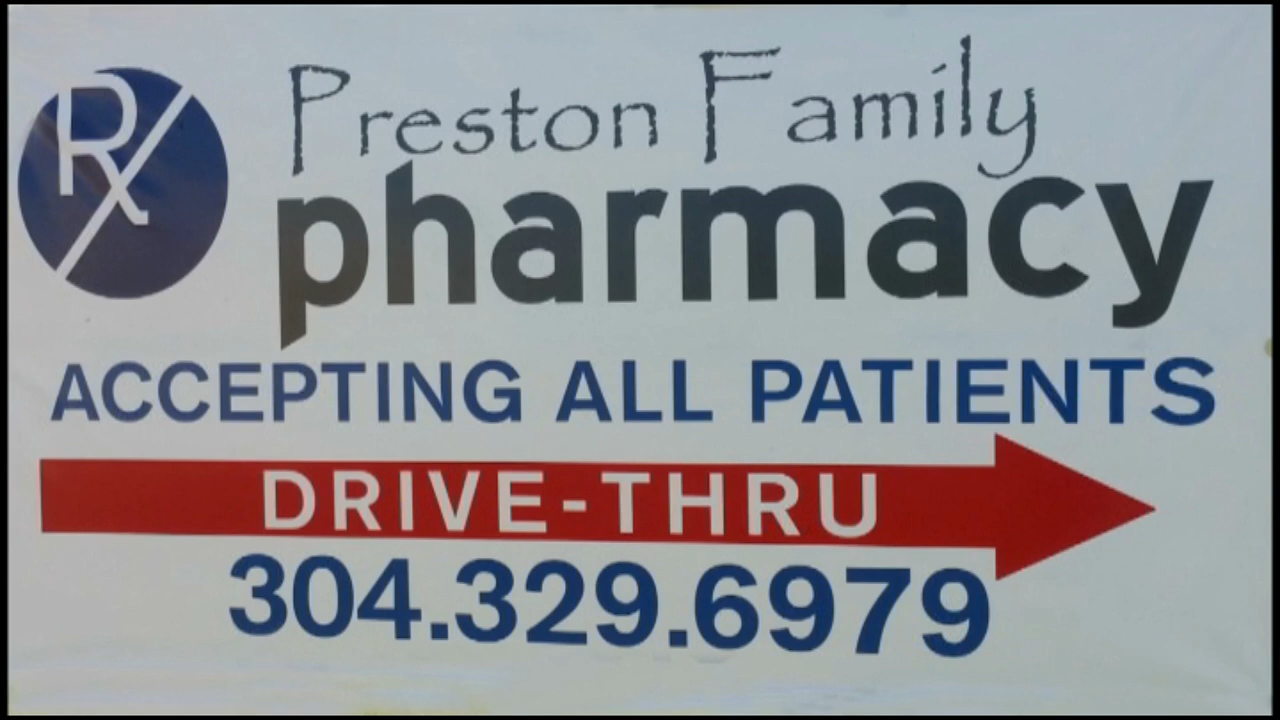 Rx
Preston Family
pharmacy
ACCEPTING ALL PATIENTS
DRIVE-THRU
304.329.6979